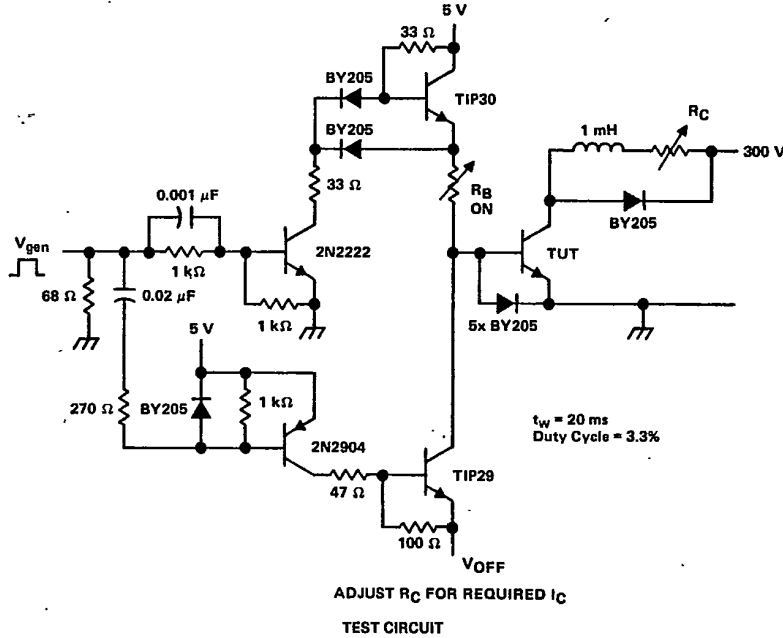 5 V
33 Ω
BY205
TIP30
BY205
1 mH
RC
300 V
33 Ω
RB
ON
BY205
0.001 µF
Vgen
2N2222
TUT
1 kΩ
68 Ω
0.02 µF
1 kΩ
5x BY205
5 V
270 Ω
BY205
1 kΩ
tw = 20 ms
Duty Cycle = 3.3%
2N2904
47 Ω
TIP29
100 Ω
VOFF
ADJUST RC FOR REQUIRED IC
TEST CIRCUIT